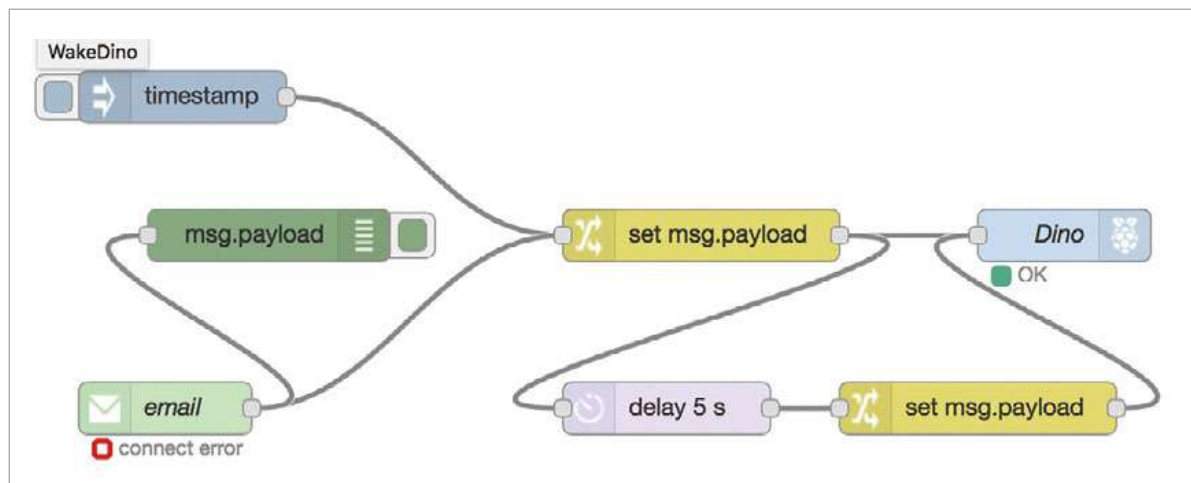 WakeDino
timestamp
msg.payload
set msg.payload
Dino
OK
email
connect error
delay 5 s
set msg.payload